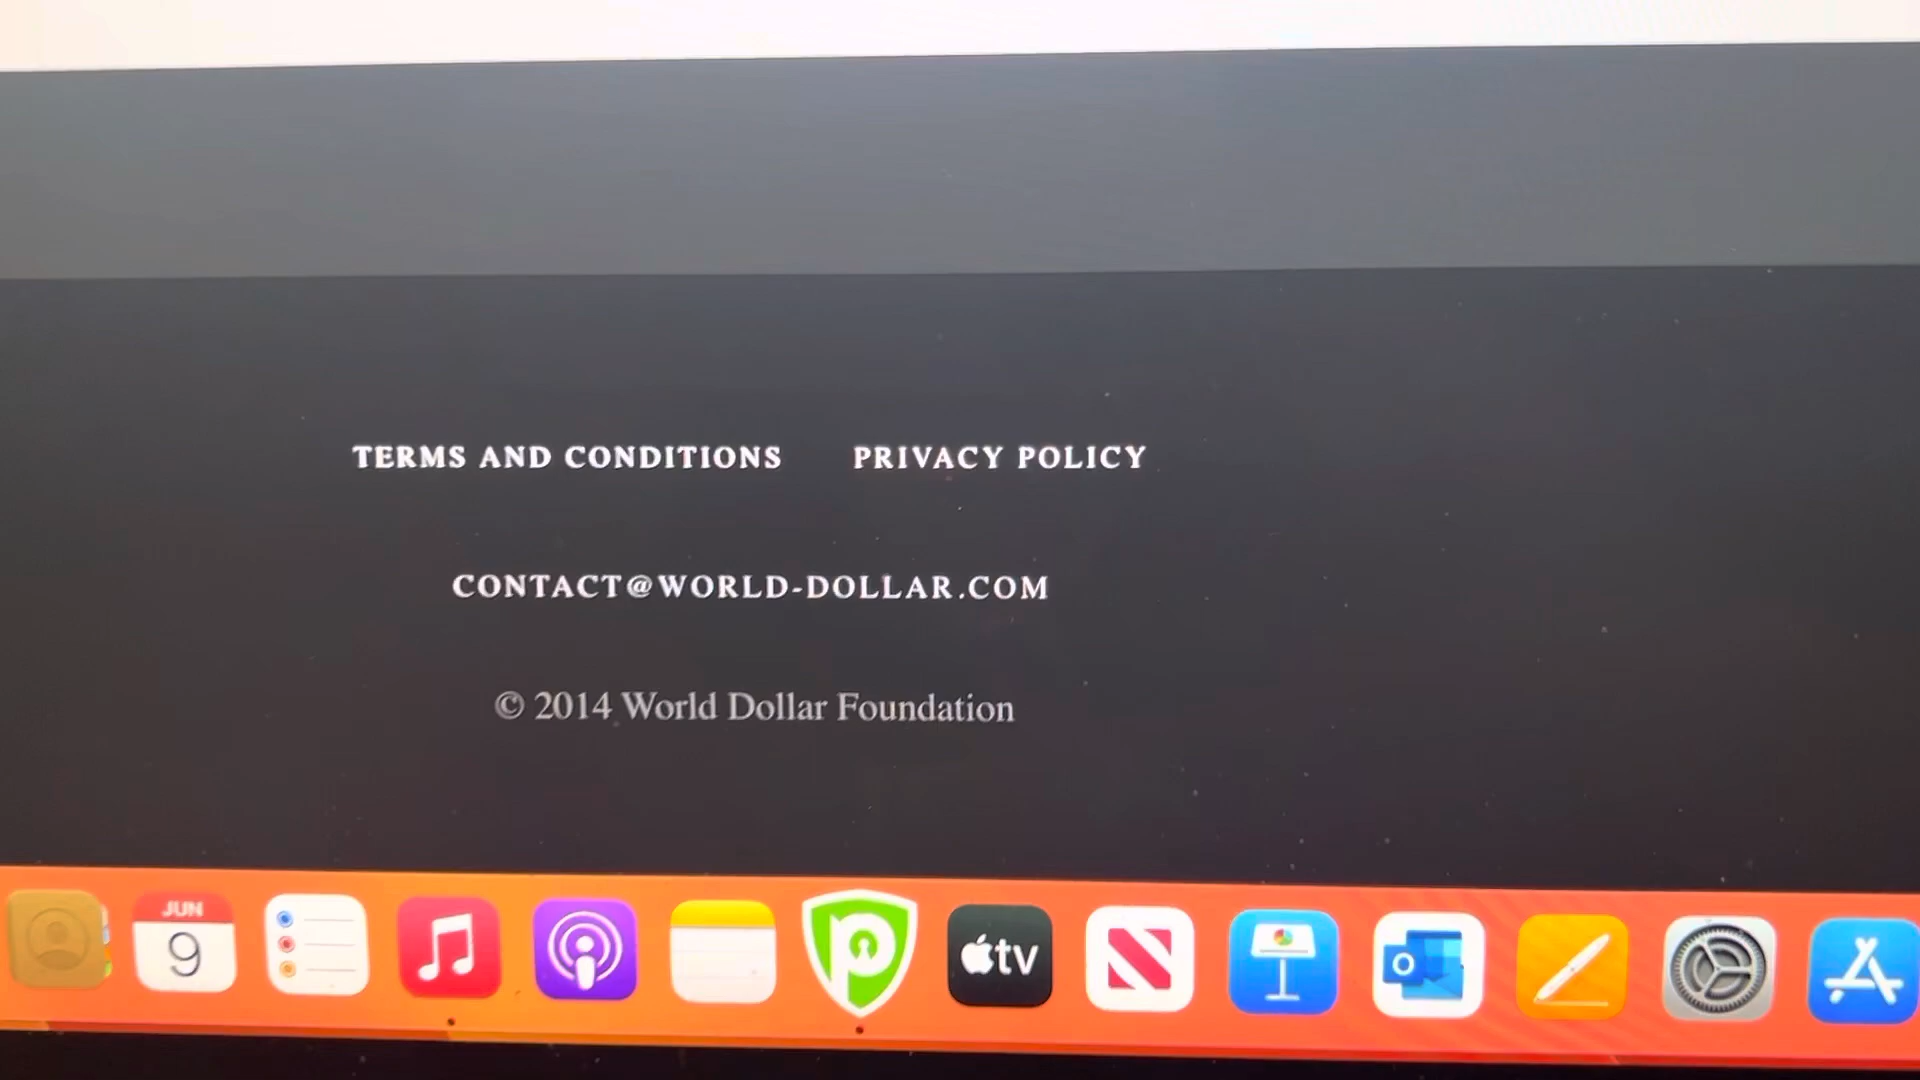 TERMS AND CONDITIONS PRIVACY POLICY
CONTACT@WORLD-DOLLAR.COM
© 2014 World Dollar Foundation
JUN
9
tv